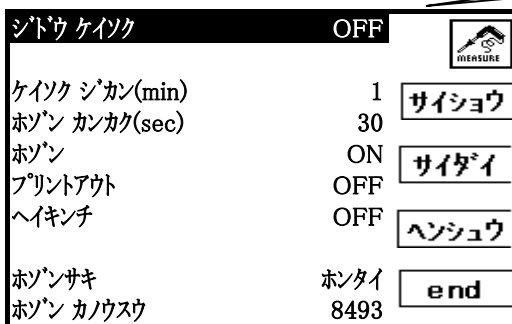 ジドウ ケイソク OFF
MEASURE
ケイソク ジカン(min) 1
サイショウ
ホゾン カンカク(sec) 30
ホゾン ON
サイダイ
プリントアウト OFF
ヘイキンチ OFF
ヘンシュウ
ホゾンサキ ホンタイ
end
ホゾン カノウスウ 8493